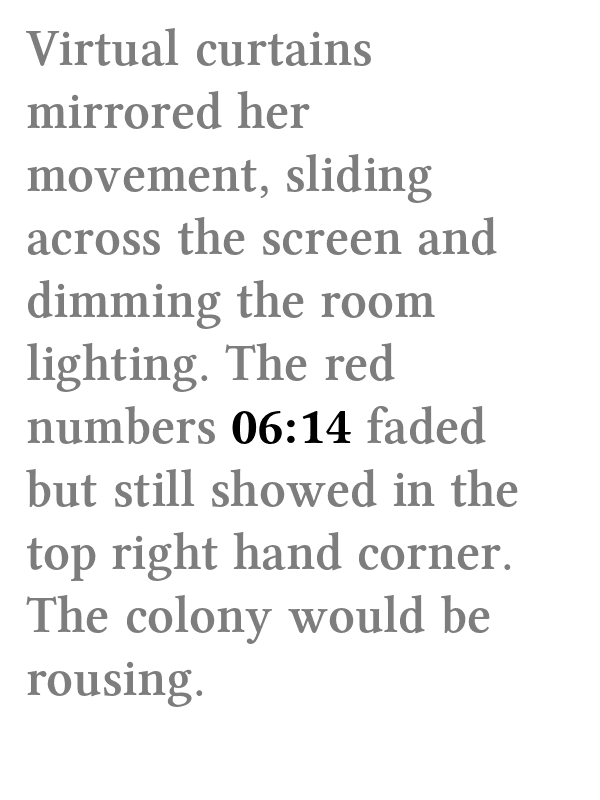 Virtual curtains
mirrored her
movement, sliding
across the screen and
dimming the room
lighting. The red
numbers 06:14 faded
but still showed in the
top right hand corner.
The colony would be
rousing.